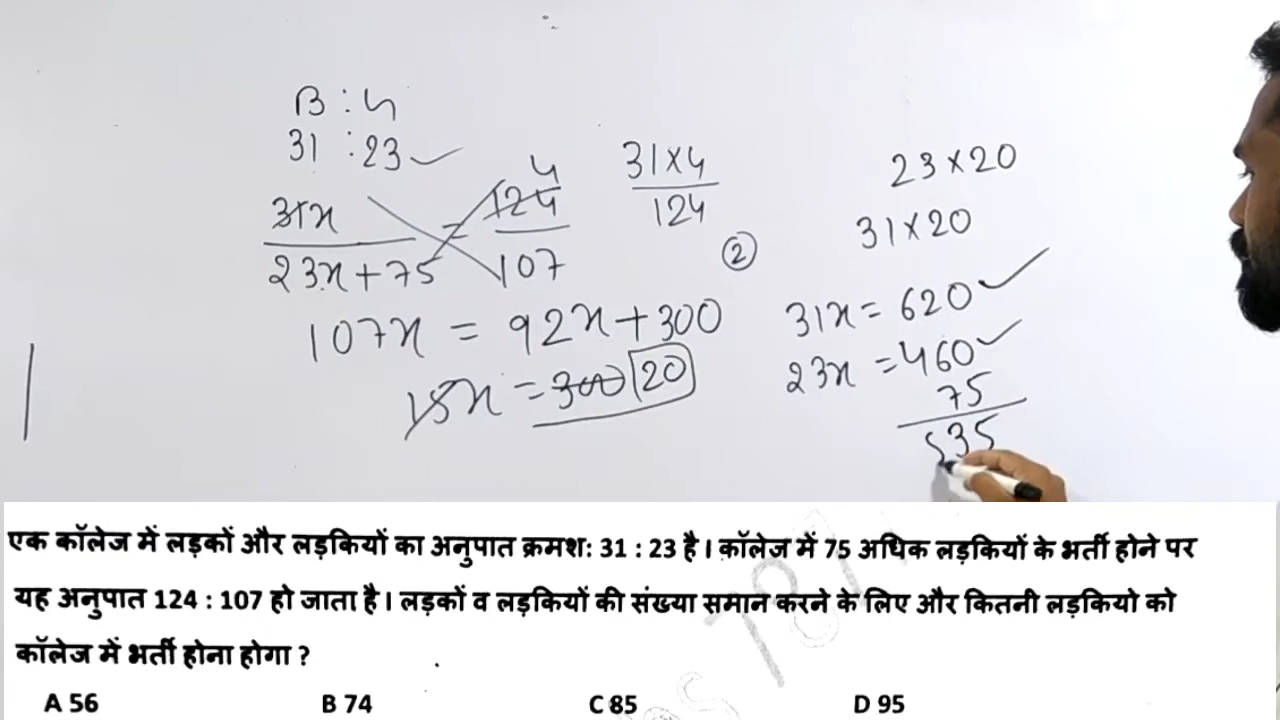 B : G
31 : 23
31x / 23x + 75 = 124 / 107
4
107x = 92x + 300
15x = 300 20
31 × 4
124
2
23 × 20
31 × 20
31x = 620
23x = 460
75
535
एक कॉलेज में लड़कों और लड़कियों का अनुपात क्रमश: 31 : 23 है । कॉलेज में 75 अधिक लड़कियों के भर्ती होने पर
यह अनुपात 124 : 107 हो जाता है । लड़कों व लड़कियों की संख्या समान करने के लिए और कितनी लड़कियो को
कॉलेज में भर्ती होना होगा ?
A 56 B 74 C 85 D 95